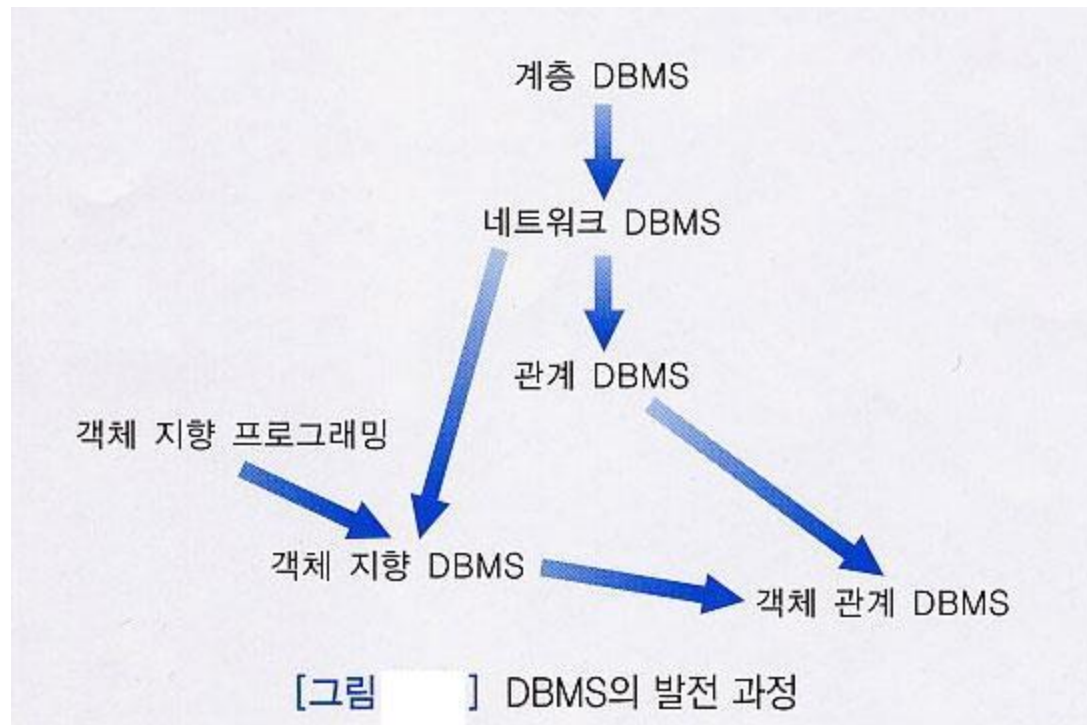 계층 DBMS
네트워크 DBMS
관계 DBMS
객체 지향 프로그래밍
객체 지향 DBMS
객체 관계 DBMS
[그림 ] DBMS의 발전 과정